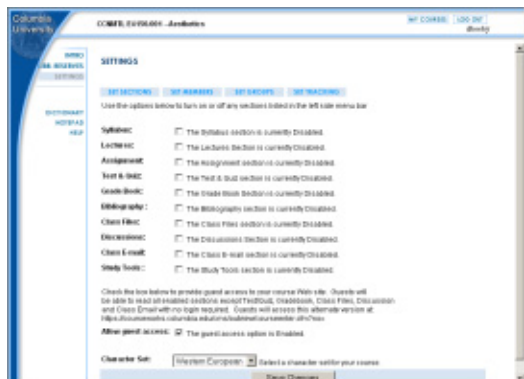 Columbia
University
- Aesthetics
MY COURSES LOG OUT
INTRO
RESERVES
SETTINGS
DICTIONARY
NOTEPAD
HELP
SETTINGS
SET SECTIONS SET MEMBERS SET GROUPS SET TRACKING
Use the options below to turn on or off any sections listed in the left side menu bar
Syllabus: The Syllabus section is currently Disabled.
Lectures: The Lectures Section is currently Disabled.
Assignment: The Assignment section is currently Disabled.
Test & Quiz: The Test & Quiz section is currently Disabled.
Grade Book: The Grade Book Section is currently Disabled.
Bibliography: The Bibliography section is currently Disabled.
Class Files: The Class Files section is currently Disabled.
Discussions: The Discussions Section is currently Disabled.
Class E-mail: The Class E-mail section is currently Disabled.
Study Tools: The Study Tools section is currently Disabled.
Check the box below to provide guest access to your course Web site. Guests will
be able to read all enabled sections except Test/Quiz, Gradebook, Class Files, Discussion
and Class Email with no login required. Guests will access this alternate version at
Allow guest access: The guest access option is Enabled.
Character Set: Western European Select a character set for your course
Save Changes